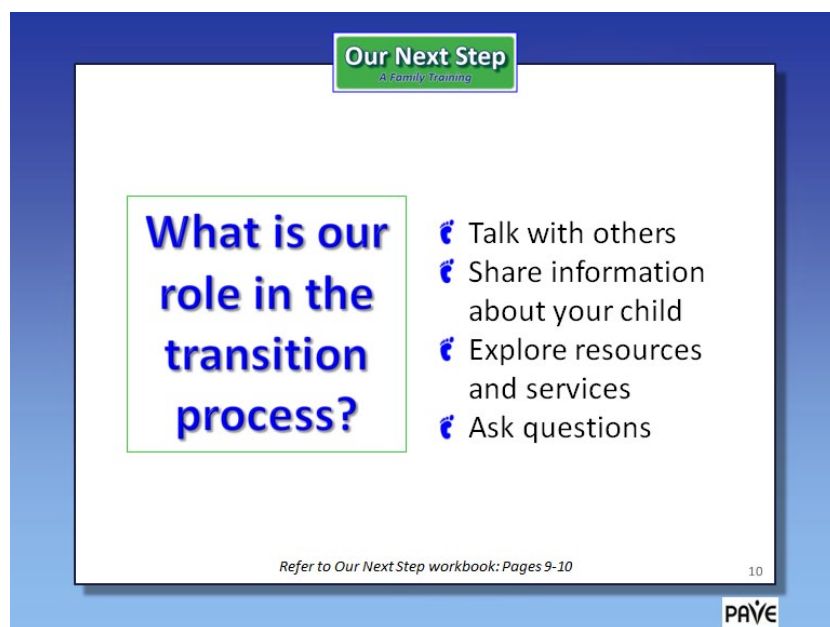 Our Next Step
A Family Training
What is our
role in the
transition
process?
Talk with others
Share information
about your child
Explore resources
and services
Ask questions
Refer to Our Next Step workbook: Pages 9-10
10
PAVE